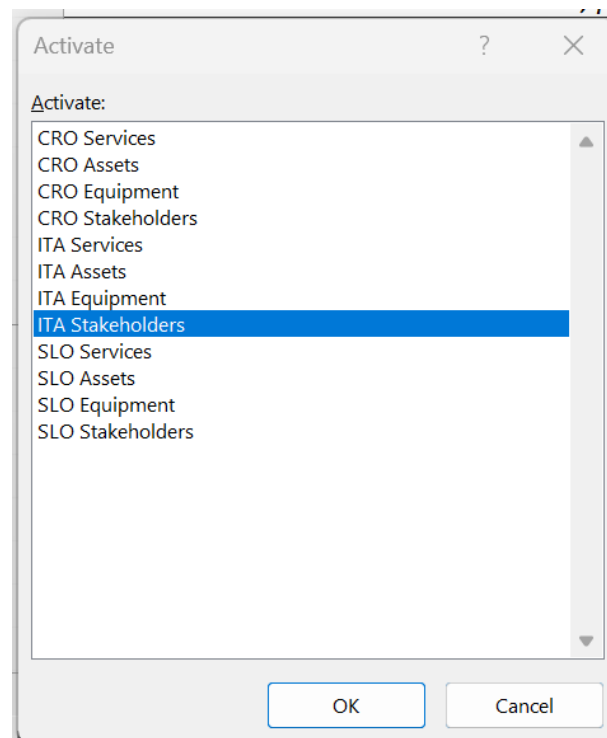 Activate ?
Activate:
CRO Services
CRO Assets
CRO Equipment
CRO Stakeholders
ITA Services
ITA Assets
ITA Equipment
ITA Stakeholders
SLO Services
SLO Assets
SLO Equipment
SLO Stakeholders
OK Cancel